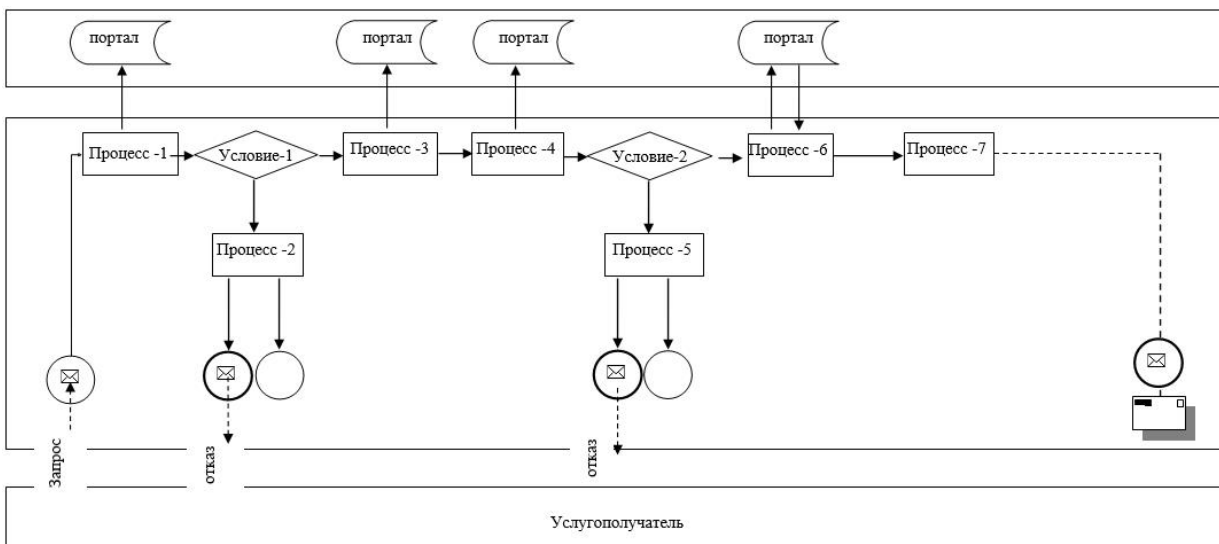 портал
портал
портал
портал
Процесс -1
Условие-1
Процесс -3
Процесс -4
Условие-2
Процесс -6
Процесс -7
Процесс -2
Процесс -5
Запрос
отказ
отказ
Услугополучатель